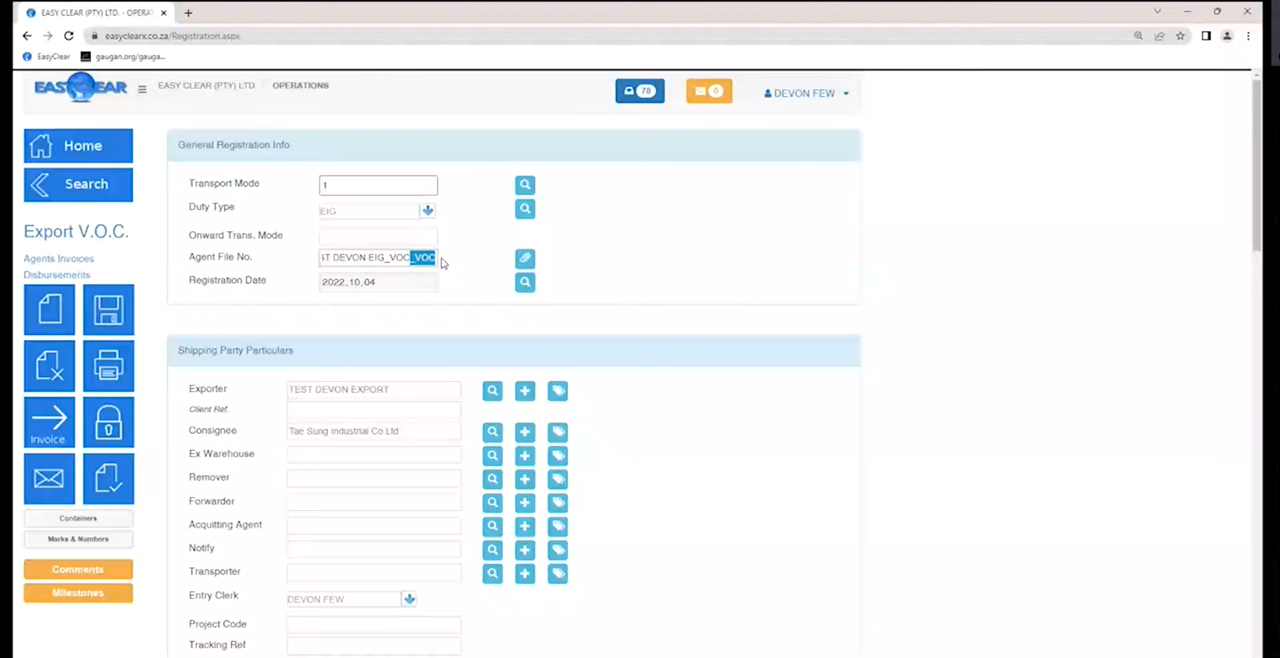 EASY CLEAR (PTY) LTD. - OPERA
easyclearx.co.za/Registration.aspx
EasyClear gaugan.org/gauga...
EASY CLEAR EASY CLEAR (PTY) LTD. / OPERATIONS 78 0 DEVON FEW
Home
Search
Export V.O.C.
Agents Invoices
Disbursements
Invoice
Containers
Marks & Numbers
Comments
Milestones
General Registration Info
Transport Mode 1
Duty Type EIG
Onward Trans. Mode
Agent File No. ST DEVON EIG_VOC_VOC
Registration Date 2022.10.04
Shipping Party Particulars
Exporter TEST DEVON EXPORT
Client Ref.
Consignee Tae Sung Industrial Co Ltd
Ex Warehouse
Remover
Forwarder
Acquitting Agent
Notify
Transporter
Entry Clerk DEVON FEW
Project Code
Tracking Ref